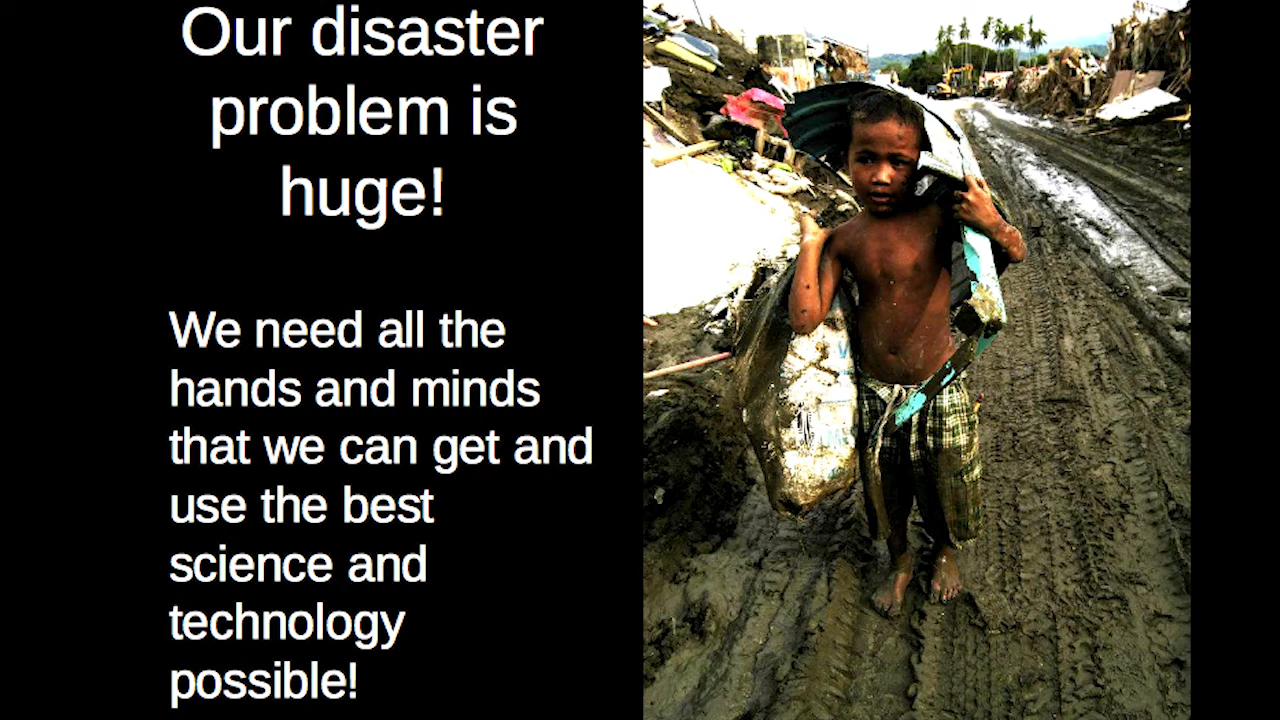 Our disaster
problem is
huge!
We need all the
hands and minds
that we can get and
use the best
science and
technology
possible!